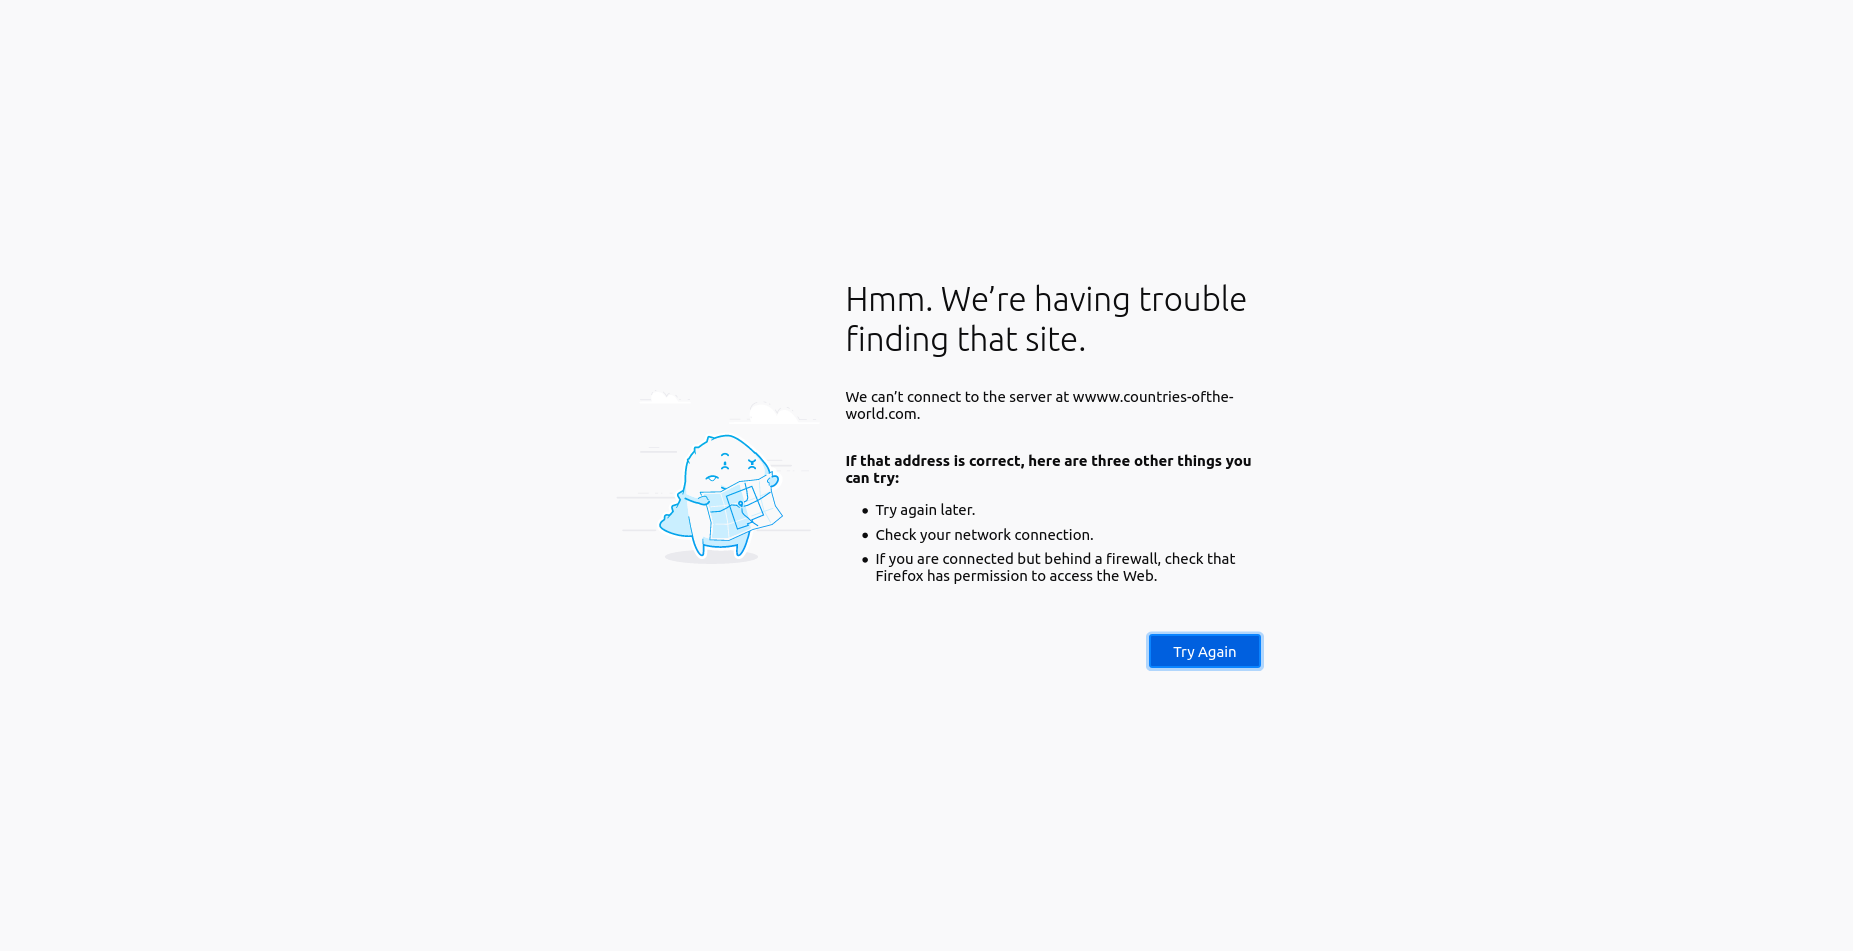 Hmm. We’re having trouble
finding that site.
We can’t connect to the server at wwww.countries-ofthe-
world.com.
If that address is correct, here are three other things you
can try:
• Try again later.
• Check your network connection.
• If you are connected but behind a firewall, check that
Firefox has permission to access the Web.
Try Again